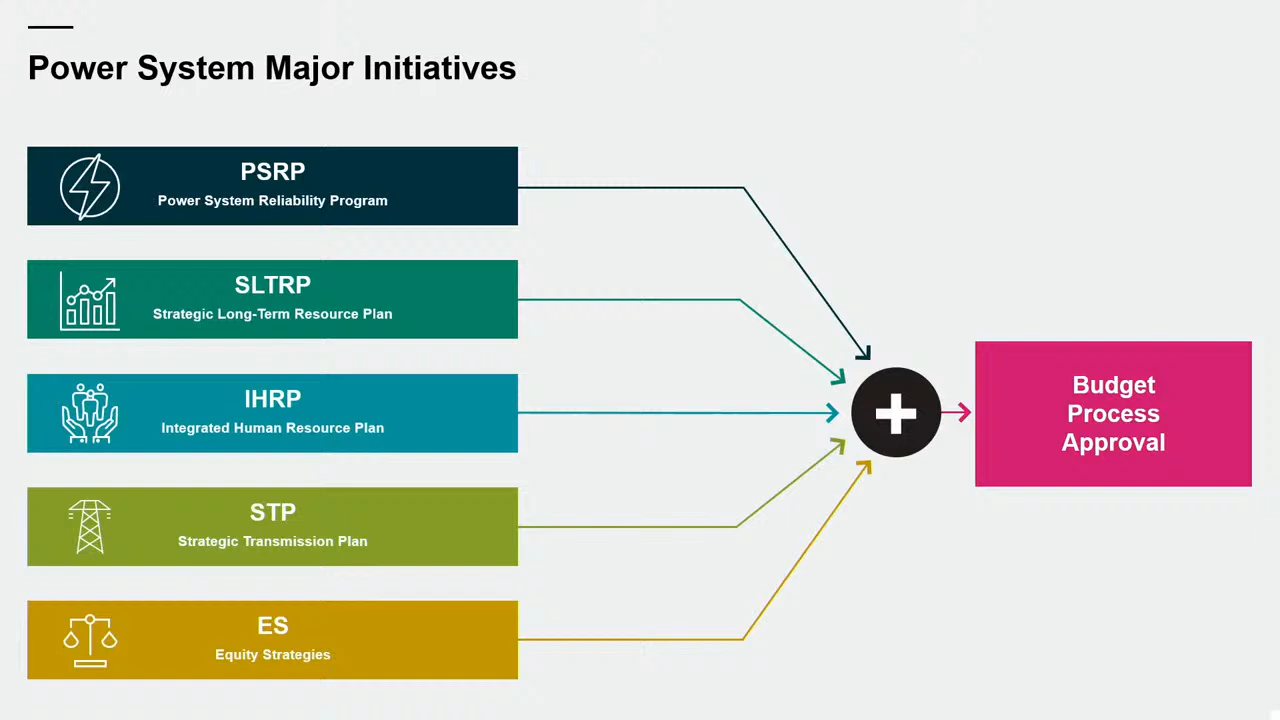 Power System Major Initiatives
PSRP
Power System Reliability Program
SLTRP
Strategic Long-Term Resource Plan
IHRP
Integrated Human Resource Plan
STP
Strategic Transmission Plan
ES
Equity Strategies
Budget
Process
Approval